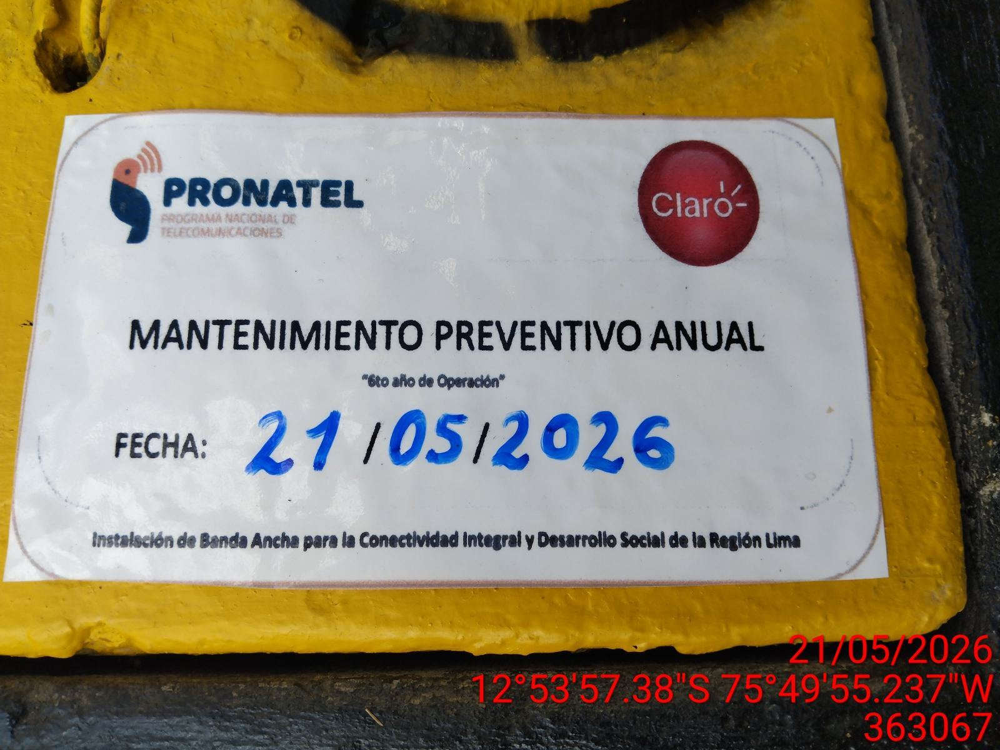 PRONATEL
PROGRAMA NACIONAL DE
TELECOMUNICACIONES
Claro
MANTENIMIENTO PREVENTIVO ANUAL
"6to año de Operación"
FECHA: 21/05/2026
Instalación de Banda Ancha para la Conectividad Integral y Desarrollo Social de la Región Lima
21/05/2026
12°53'57.38"S 75°49'55.237"W
363067